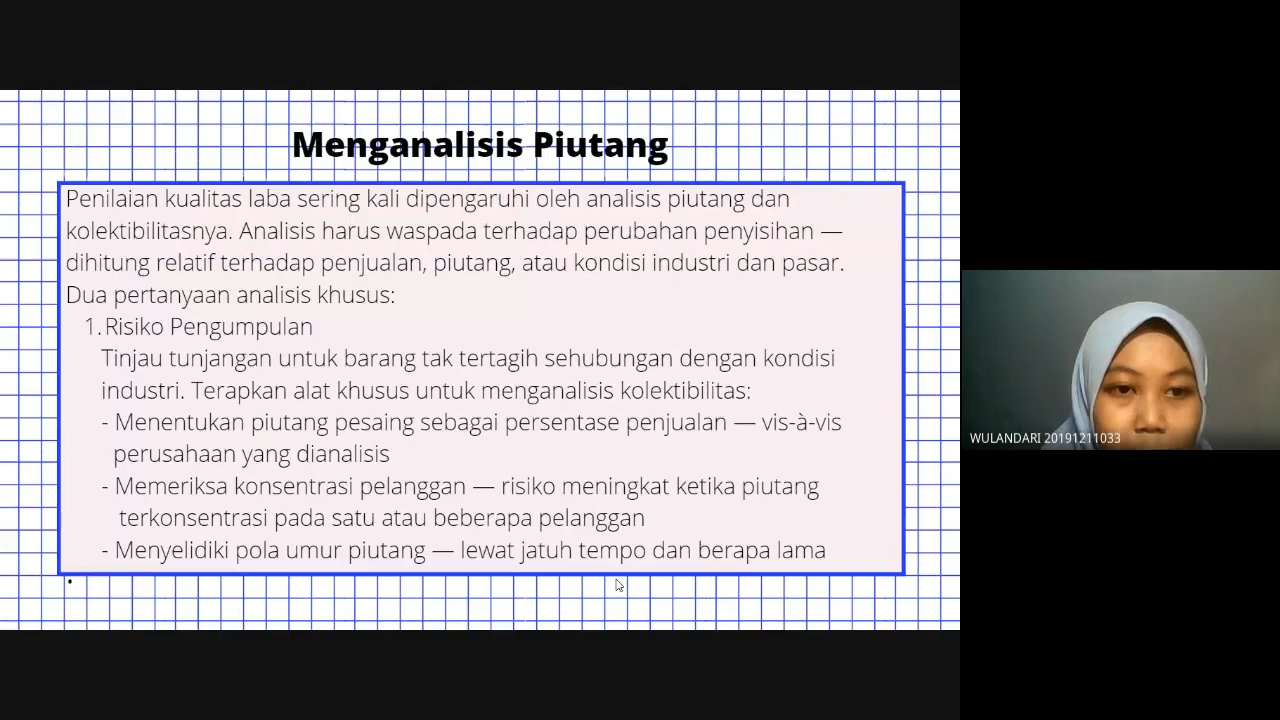 Menganalisis Piutang
Penilaian kualitas laba sering kali dipengaruhi oleh analisis piutang dan
kolektibilitasnya. Analisis harus waspada terhadap perubahan penyisihan —
dihitung relatif terhadap penjualan, piutang, atau kondisi industri dan pasar.
Dua pertanyaan analisis khusus:
1. Risiko Pengumpulan
Tinjau tunjangan untuk barang tak tertagih sehubungan dengan kondisi
industri. Terapkan alat khusus untuk menganalisis kolektibilitas:
- Menentukan piutang pesaing sebagai persentase penjualan — vis-à-vis
perusahaan yang dianalisis
- Memeriksa konsentrasi pelanggan — risiko meningkat ketika piutang
terkonsentrasi pada satu atau beberapa pelanggan
- Menyelidiki pola umur piutang — lewat jatuh tempo dan berapa lama
WULANDARI 20191211033